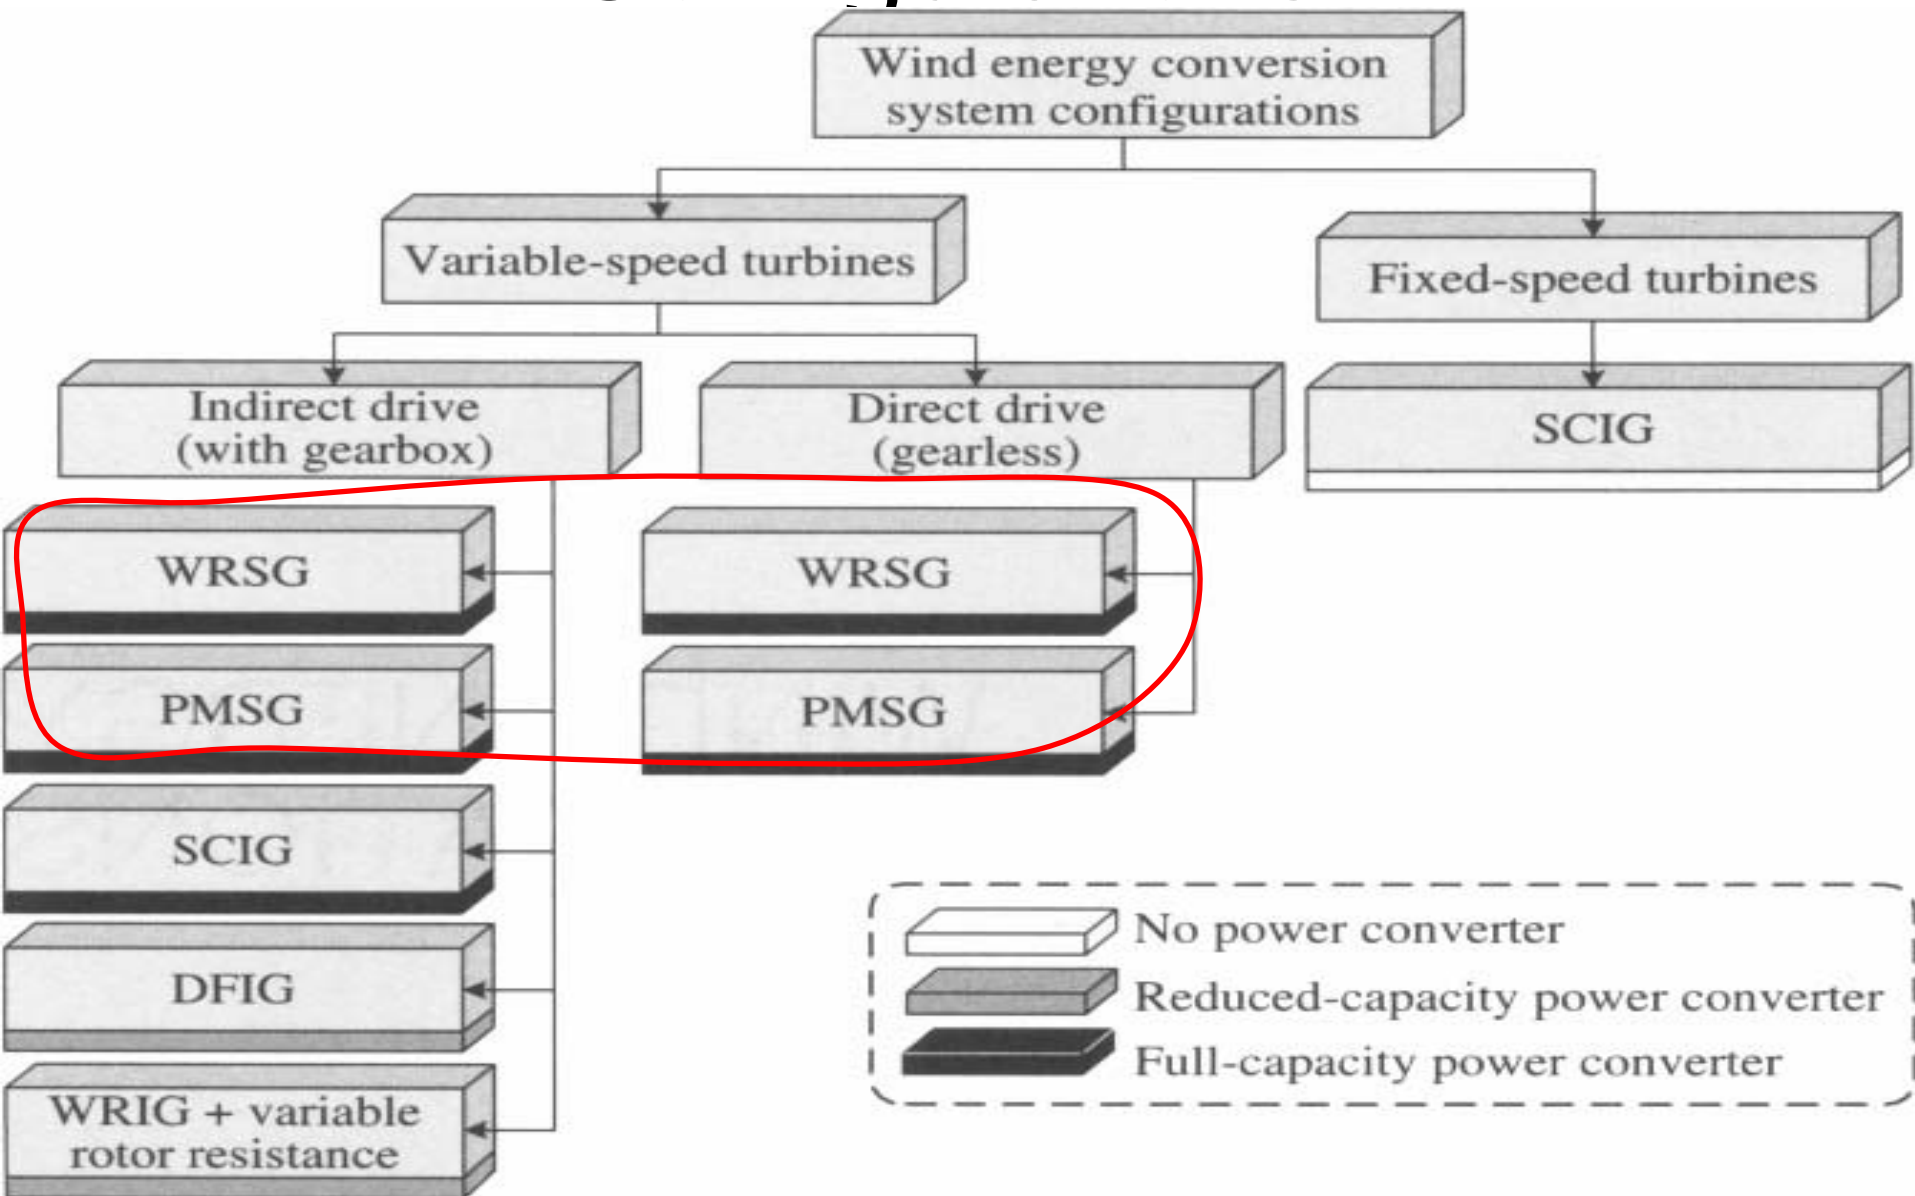 Wind energy conversion
system configurations
Variable-speed turbines
Fixed-speed turbines
Indirect drive
(with gearbox)
Direct drive
(gearless)
SCIG
WRSG
WRSG
PMSG
PMSG
SCIG
DFIG
WRIG + variable
rotor resistance
No power converter
Reduced-capacity power converter
Full-capacity power converter